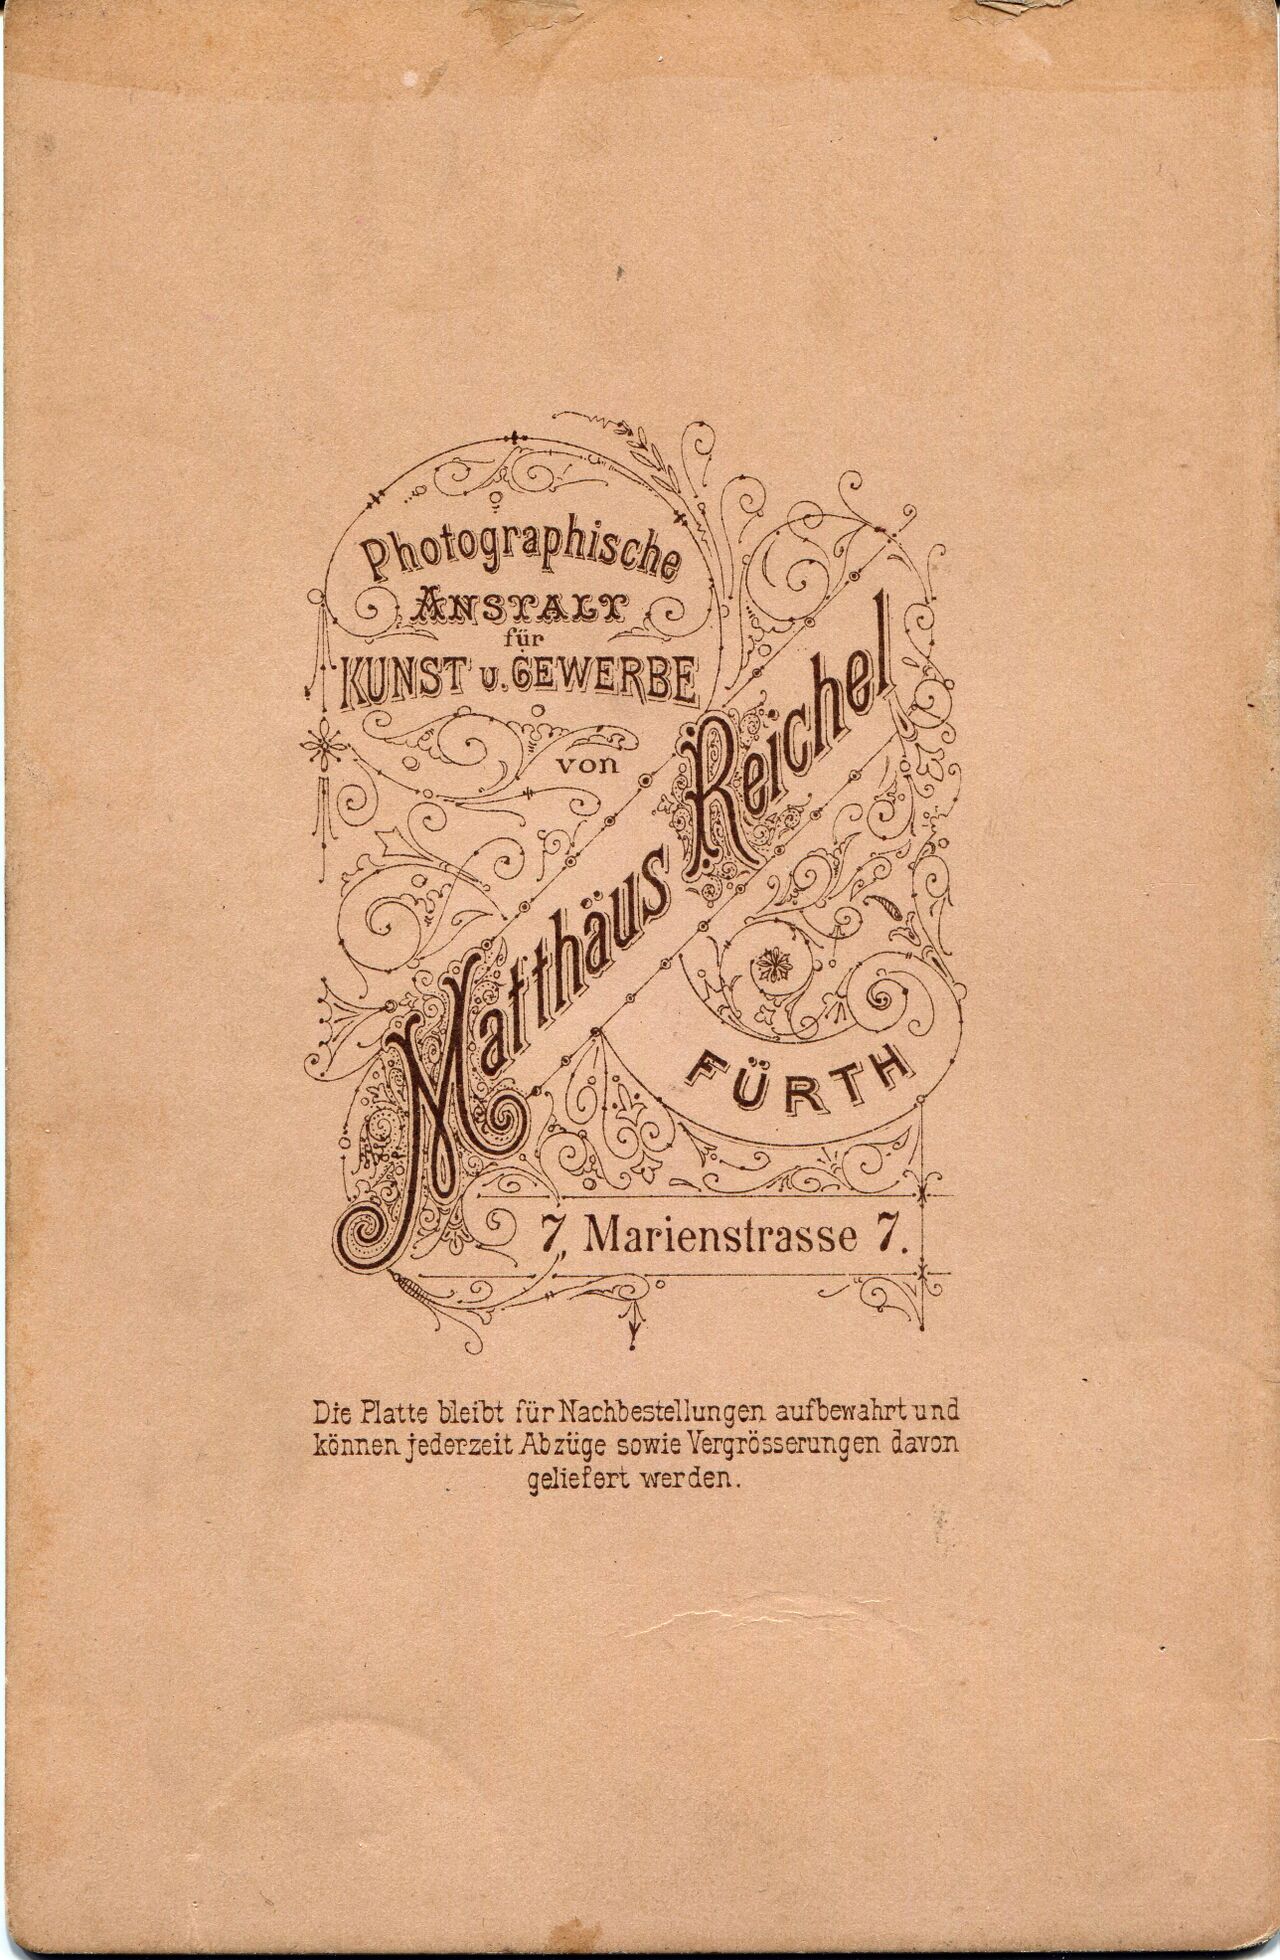 Photographische
ANSTALT
für
KUNST u. GEWERBE
von
Matthäus Reichel
FÜRTH
7, Marienstrasse 7.
Die Platte bleibt für Nachbestellungen aufbewahrt und
können jederzeit Abzüge sowie Vergrösserungen davon
geliefert werden.